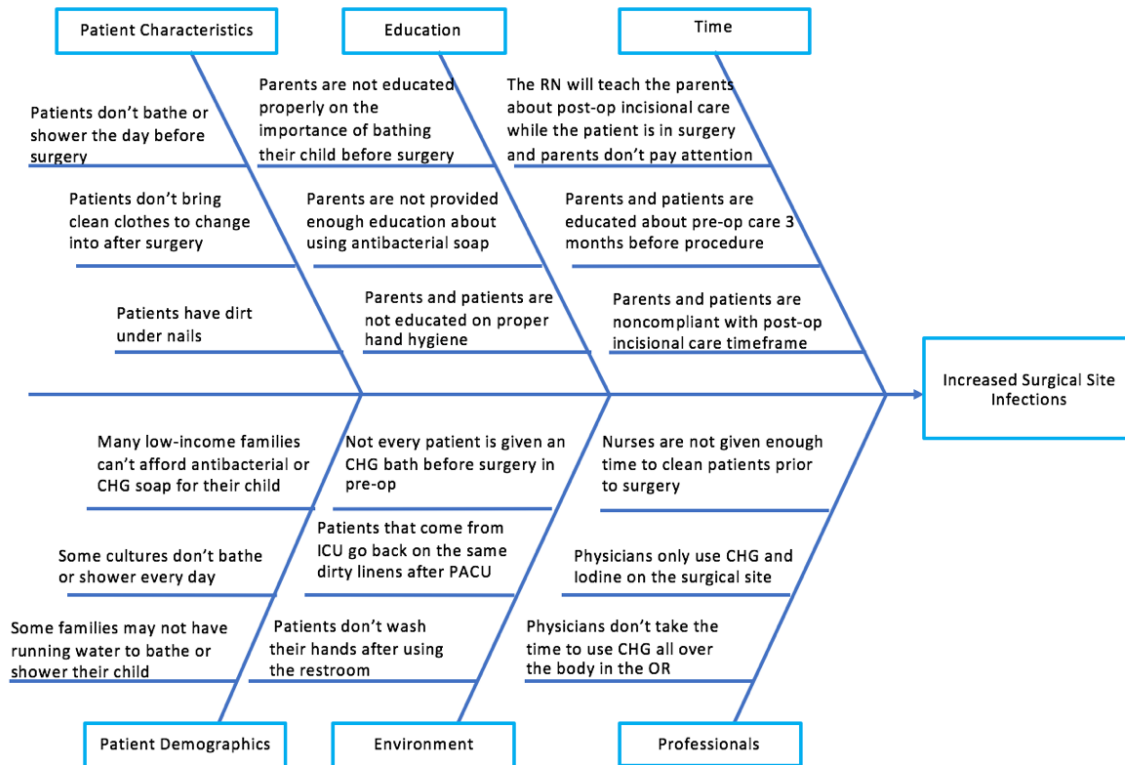 Patient Characteristics
Education
Time
Patients don't bathe or
shower the day before
surgery
Parents are not educated
properly on the
importance of bathing
their child before surgery
The RN will teach the parents
about post-op incisional care
while the patient is in surgery
and parents don't pay attention
Patients don't bring
clean clothes to change
into after surgery
Parents are not provided
enough education about
using antibacterial soap
Parents and patients are
educated about pre-op care 3
months before procedure
Patients have dirt
under nails
Parents and patients are
not educated on proper
hand hygiene
Parents and patients are
noncompliant with post-op
incisional care timeframe
Increased Surgical Site
Infections
Many low-income families
can't afford antibacterial or
CHG soap for their child
Not every patient is given an
CHG bath before surgery in
pre-op
Nurses are not given enough
time to clean patients prior
to surgery
Some cultures don't bathe
or shower every day
Patients that come from
ICU go back on the same
dirty linens after PACU
Physicians only use CHG and
Iodine on the surgical site
Some families may not have
running water to bathe or
shower their child
Patients don't wash
their hands after using
the restroom
Physicians don't take the
time to use CHG all over
the body in the OR
Patient Demographics
Environment
Professionals